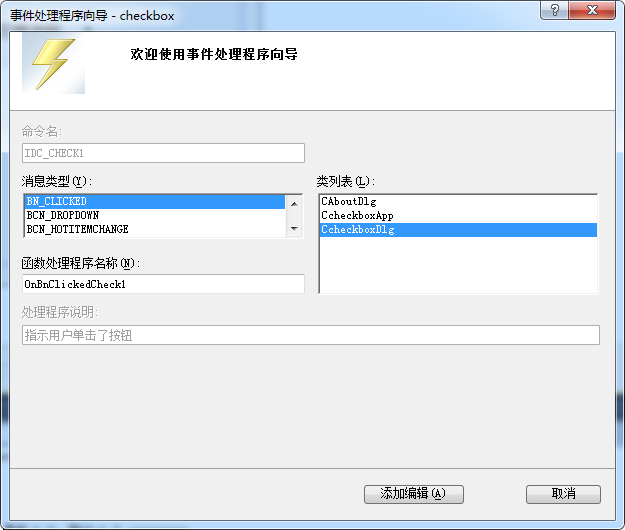 事件处理程序向导 - checkbox
欢迎使用事件处理程序向导
命令名:
IDC_CHECK1
消息类型(Y):
BN_CLICKED
BCN_DROPDOWN
BCN_HOTITEMCHANGE
类列表(L):
CAboutDlg
CcheckboxApp
CcheckboxDlg
函数处理程序名称(N):
OnBnClickedCheck1
处理程序说明:
指示用户单击了按钮
添加编辑(A)
取消